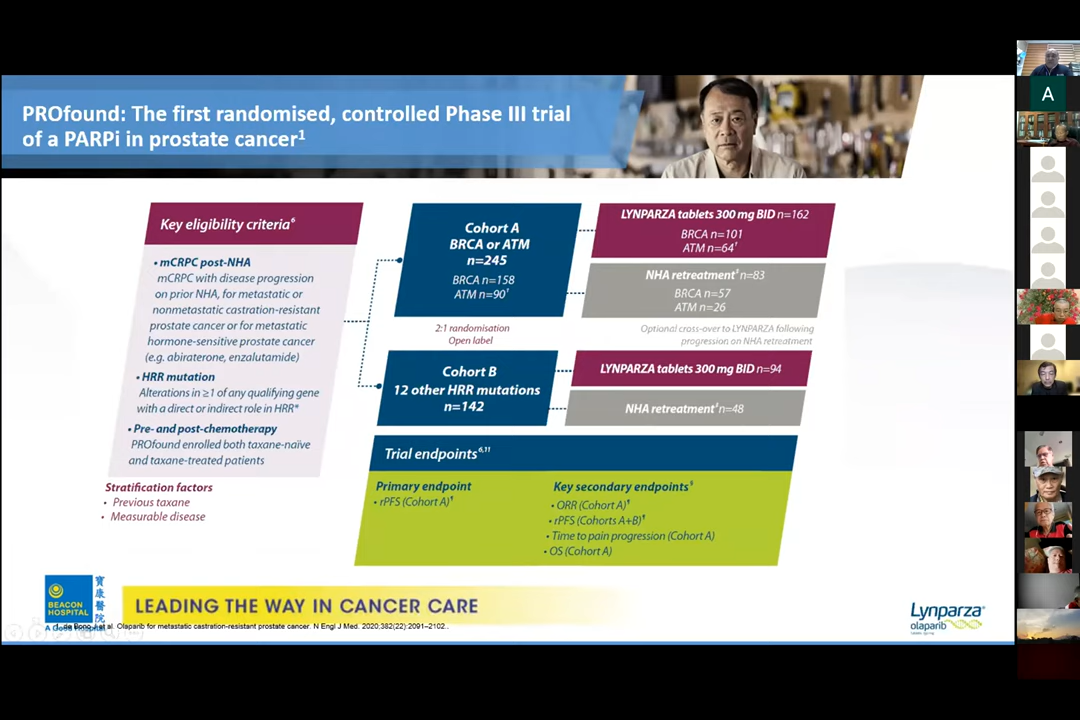 PROfound: The first randomised, controlled Phase III trial
of a PARPi in prostate cancer¹
A
Key eligibility criteria⁶
• mCRPC post-NHA
mCRPC with disease progression
on prior NHA, for metastatic or
nonmetastatic castration-resistant
prostate cancer or for metastatic
hormone-sensitive prostate cancer
(e.g. abiraterone, enzalutamide)
• HRR mutation
Alterations in ≥1 of any qualifying gene
with a direct or indirect role in HRR*
• Pre- and post-chemotherapy
PROfound enrolled both taxane-naïve
and taxane-treated patients
Stratification factors
• Previous taxane
• Measurable disease
Cohort A
BRCA or ATM
n=245
BRCA n=158
ATM n=90†
2:1 randomisation
Open label
Cohort B
12 other HRR mutations
n=142
LYNPARZA tablets 300 mg BID n=162
BRCA n=101
ATM n=64†
NHA retreatment‡ n=83
BRCA n=57
ATM n=26
Optional cross-over to LYNPARZA following
progression on NHA retreatment
LYNPARZA tablets 300 mg BID n=94
NHA retreatment‡ n=48
Trial endpoints⁶,¹¹
Primary endpoint
• rPFS (Cohort A)¶
Key secondary endpoints§
• ORR (Cohort A)¶
• rPFS (Cohorts A+B)¶
• Time to pain progression (Cohort A)
• OS (Cohort A)
BEACON
HOSPITAL
寶康醫院
LEADING THE WAY IN CANCER CARE
et al. Olaparib for metastatic castration-resistant prostate cancer. N Engl J Med. 2020;382(22):2091–2102..
Lynparza®
olaparib